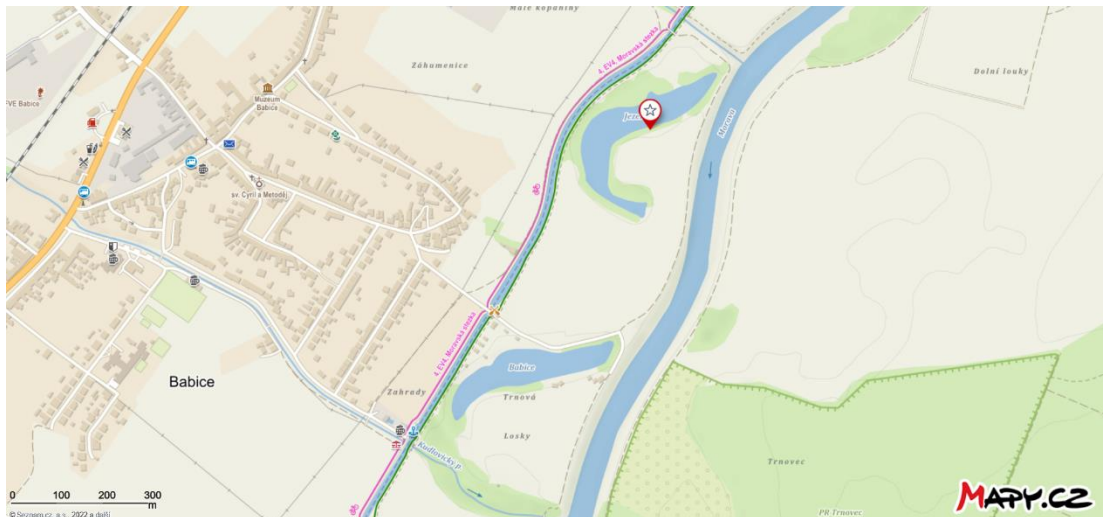 Malé kopaniny
Záhumenice
Dolní louky
FVE Babice
Muzeum
Babice
4, EV4, Moravská stezka
Morava
sv. Cyril a Metoděj
4, EV4, Moravská stezka
Babice
Babice
Zahrady
Trnová
Losky
Kudlovický p.
Trnovec
PR Trnovec
0 100 200 300
m
© Seznam.cz, a.s., 2022 a další
MAPY.CZ